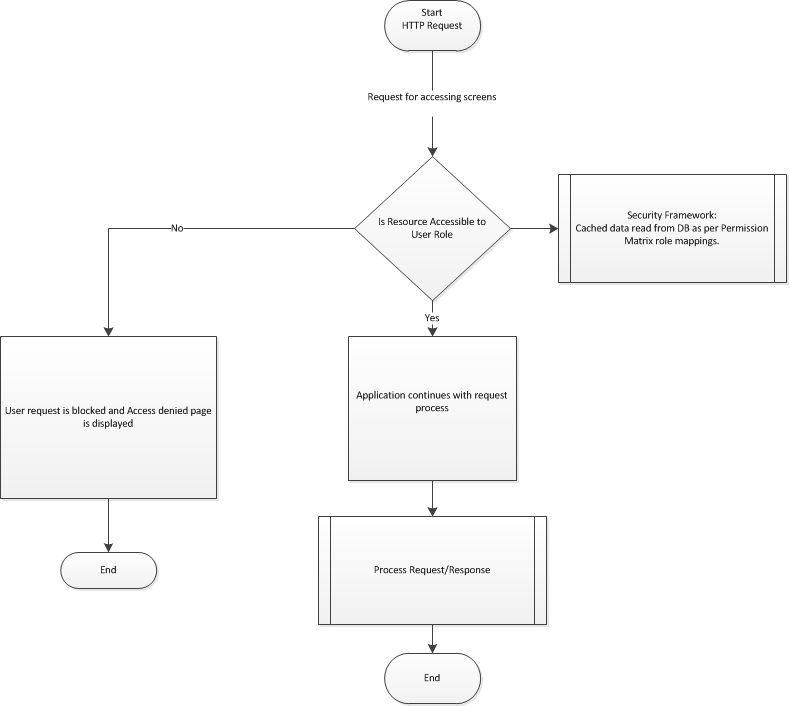 Start
HTTP Request
Request for accessing screens
Is Resource Accessible to
User Role
Security Framework:
Cached data read from DB as per Permission
Matrix role mappings.
No
Yes
User request is blocked and Access denied page
is displayed
Application continues with request
process
End
Process Request/Response
End